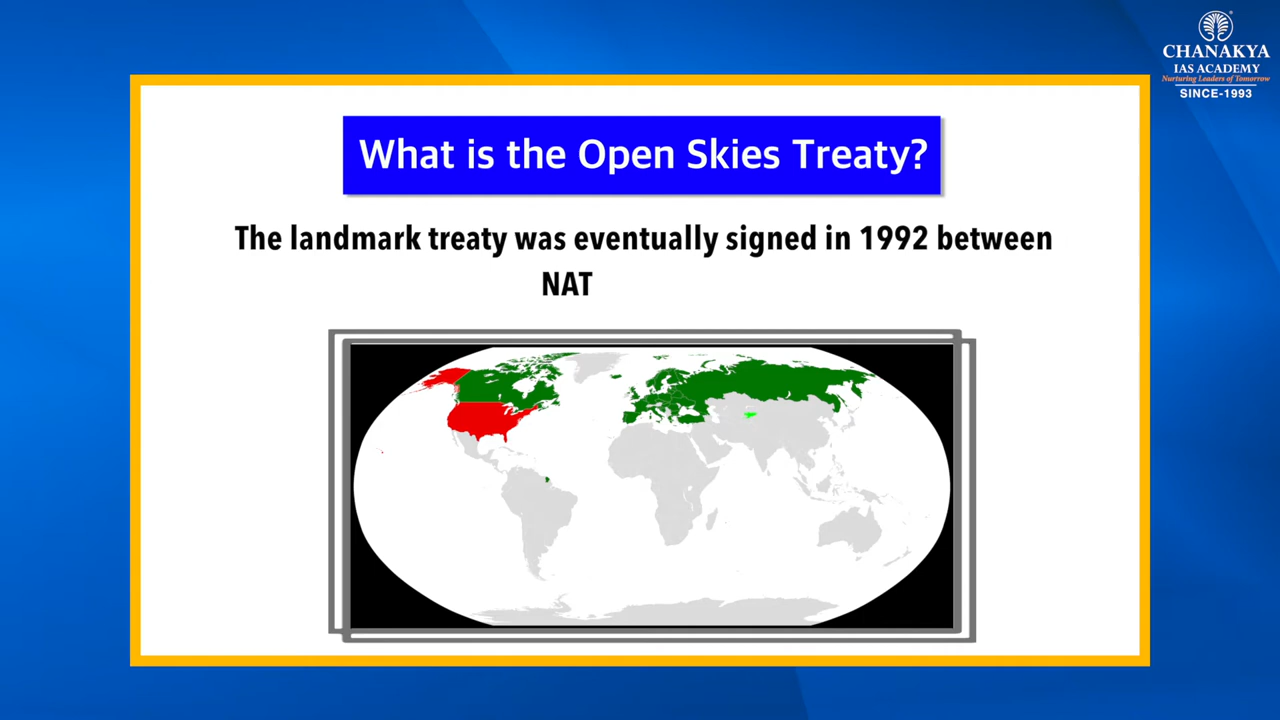 CHANAKYA
IAS ACADEMY
Nurturing Leaders of Tomorrow
SINCE-1993
What is the Open Skies Treaty?
The landmark treaty was eventually signed in 1992 between
NAT